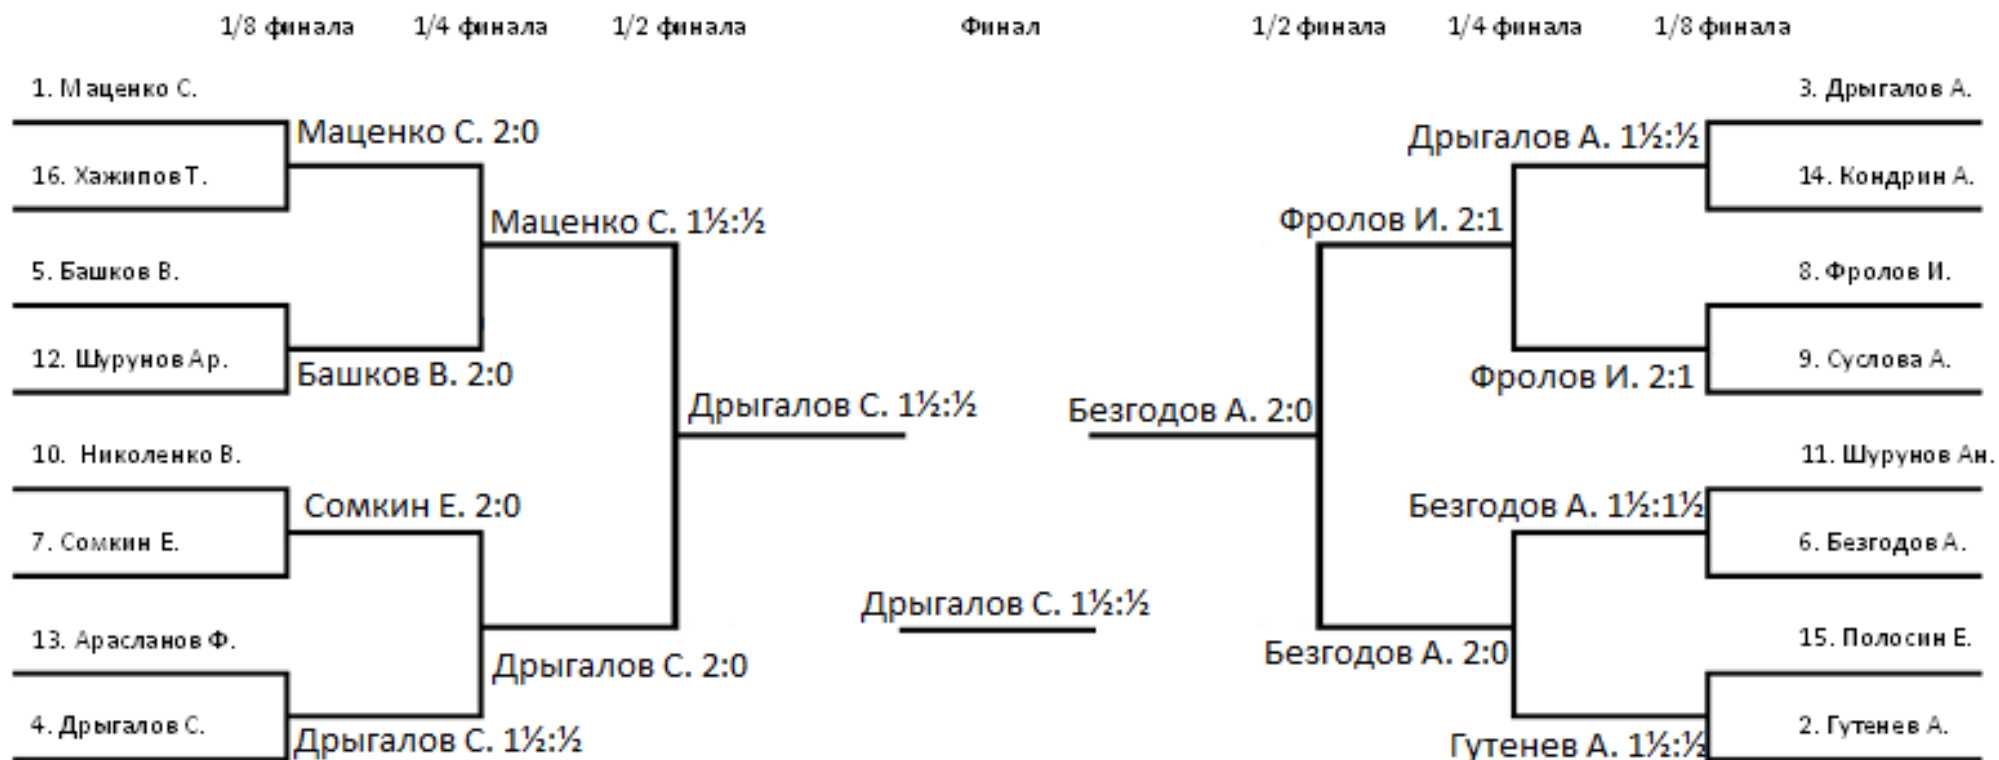 1/8 финала 1/4 финала 1/2 финала Финал 1/2 финала 1/4 финала 1/8 финала
1. Маценко С.
3. Дрыгалов А.
Маценко С. 2:0
Дрыгалов А. 1½:½
16. Хажипов Т.
14. Кондрин А.
Маценко С. 1½:½
Фролов И. 2:1
5. Башков В.
8. Фролов И.
12. Шурунов Ар.
9. Суслова А.
Башков В. 2:0
Фролов И. 2:1
Дрыгалов С. 1½:½
Безгодов А. 2:0
10. Николенко В.
11. Шурунов Ан.
Сомкин Е. 2:0
Безгодов А. 1½:1½
7. Сомкин Е.
6. Безгодов А.
Дрыгалов С. 1½:½
13. Арасланов Ф.
15. Полосин Е.
Дрыгалов С. 2:0
Безгодов А. 2:0
4. Дрыгалов С.
2. Гутенев А.
Дрыгалов С. 1½:½
Гутенев А. 1½:½